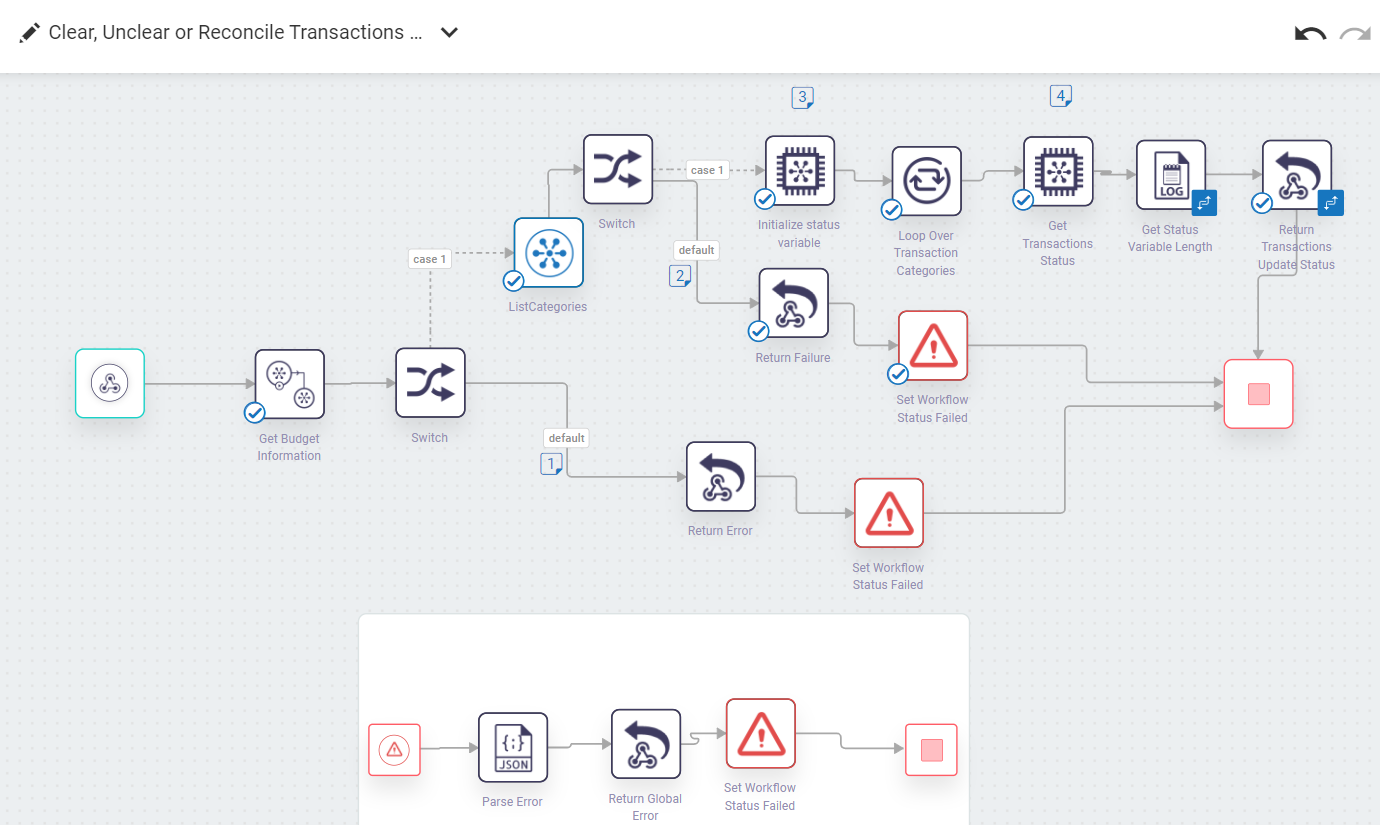 Clear, Unclear or Reconcile Transactions ...
3
4
case 1
Switch
Initialize status
variable
Loop Over
Transaction
Categories
Get
Transactions
Status
LOG
Get Status
Variable Length
Return
Transactions
Update Status
default
2
case 1
ListCategories
Return Failure
Set Workflow
Status Failed
Get Budget
Information
Switch
default
1
Return Error
Set Workflow
Status Failed
{;}
JSON
Parse Error
Return Global
Error
Set Workflow
Status Failed